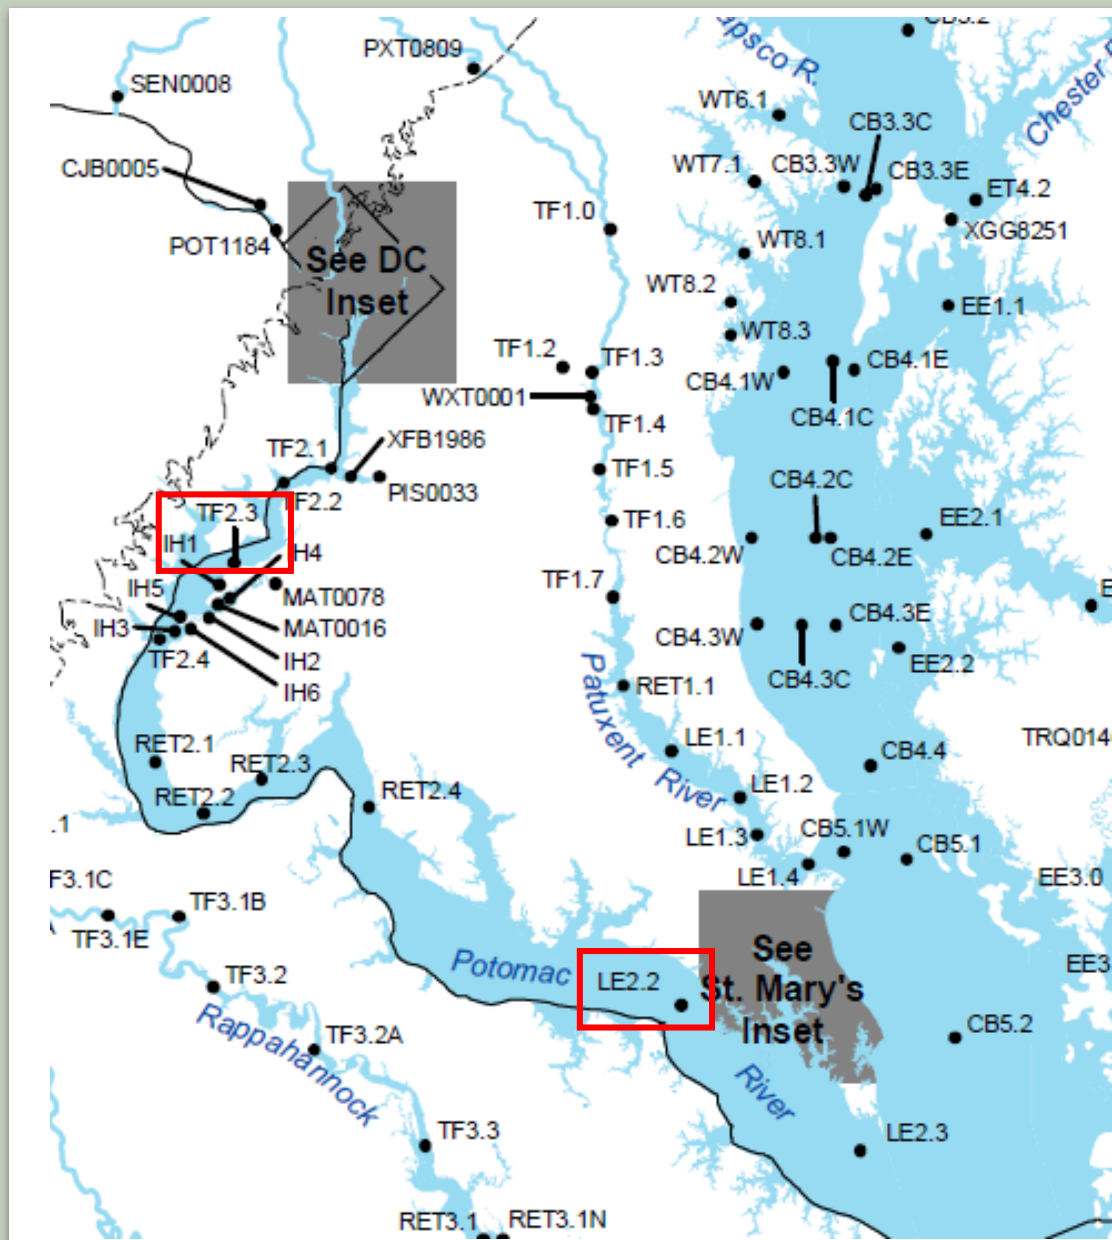 CB3.2
apsco R.
PXT0809
SEN0008
Chester
WT6.1
CB3.3C
CJB0005
WT7.1
CB3.3W
CB3.3E
ET4.2
TF1.0
XGG8251
POT1184
WT8.1
See DC
Inset
WT8.2
EE1.1
WT8.3
TF1.2
TF1.3
CB4.1E
CB4.1W
WXT0001
CB4.1C
TF1.4
XFB1986
TF2.1
TF1.5
CB4.2C
PIS0033
TF2.2
TF2.3
TF1.6
EE2.1
IH1
CB4.2W
CB4.2E
IH4
TF1.7
IH5
MAT0078
E
CB4.3E
IH3
MAT0016
CB4.3W
TF2.4
IH2
EE2.2
CB4.3C
IH6
RET1.1
Patuxent River
LE1.1
RET2.1
TRQ014
CB4.4
RET2.3
LE1.2
RET2.2
RET2.4
.1
CB5.1W
LE1.3
CB5.1
LE1.4
F3.1C
EE3.0
TF3.1B
TF3.1E
See
St. Mary's
Inset
EE3
Potomac
River
LE2.2
TF3.2
CB5.2
Rappahannock
TF3.2A
TF3.3
LE2.3
RET3.1
RET3.1N